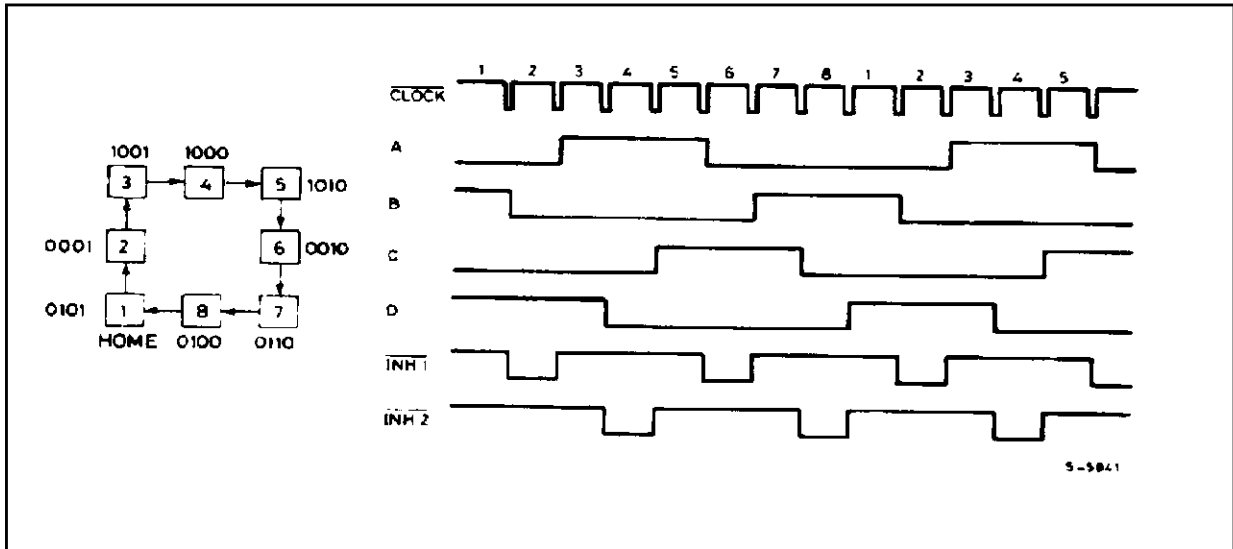 1 2 3 4 5 6 7 8 1 2 3 4 5
CLOCK
A
B
C
D
INH 1
INH 2
1001 1000
3 4 5 1010
0001 2 6 0010
0101 1 8 7
HOME 0100 0110
S-5841